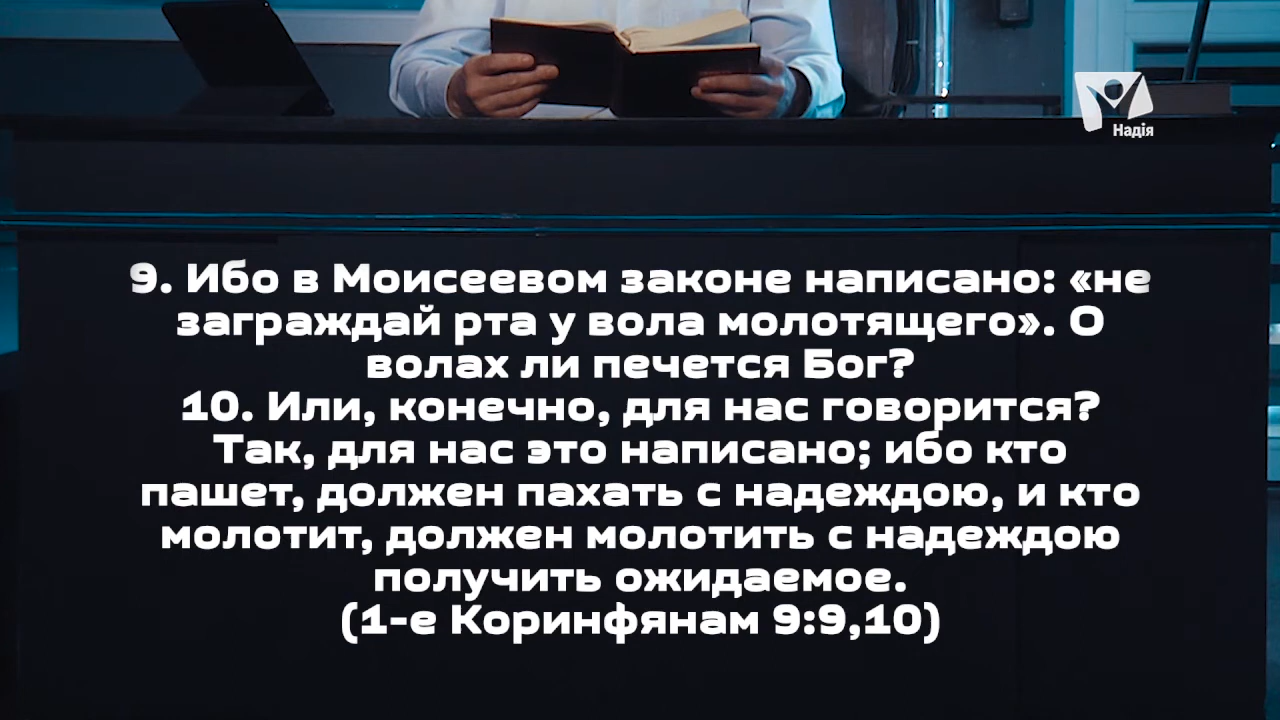 Надія
9. Ибо в Моисеевом законе написано: «не
заграждай рта у вола молотящего». О
волах ли печется Бог?
10. Или, конечно, для нас говорится?
Так, для нас это написано; ибо кто
пашет, должен пахать с надеждою, и кто
молотит, должен молотить с надеждою
получить ожидаемое.
(1-е Коринфянам 9:9,10)